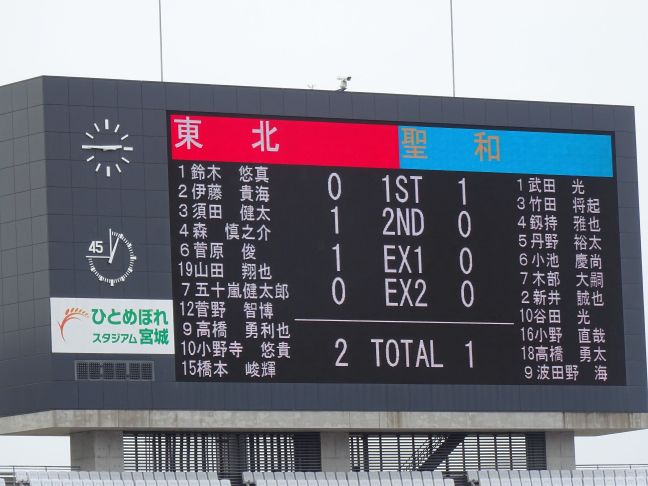 東 北
聖 和
1 鈴木 悠真
2 伊藤 貴海
3 須田 健太
4 森 慎之介
6 菅原 俊
19 山田 翔也
7 五十嵐健太郎
12 菅野 智博
9 高橋 勇利也
10 小野寺 悠貴
15 橋本 峻輝
0 1ST 1
1 2ND 0
1 EX1 0
0 EX2 0
2 TOTAL 1
1 武田 光
3 竹田 将起
4 釼持 雅也
5 丹野 裕太
6 小池 慶尚
7 木部 大嗣
2 新井 誠也
10 谷田 光
16 小野 直哉
18 高橋 勇太
9 波田野 海
45
ひとめぼれ
スタジアム 宮城